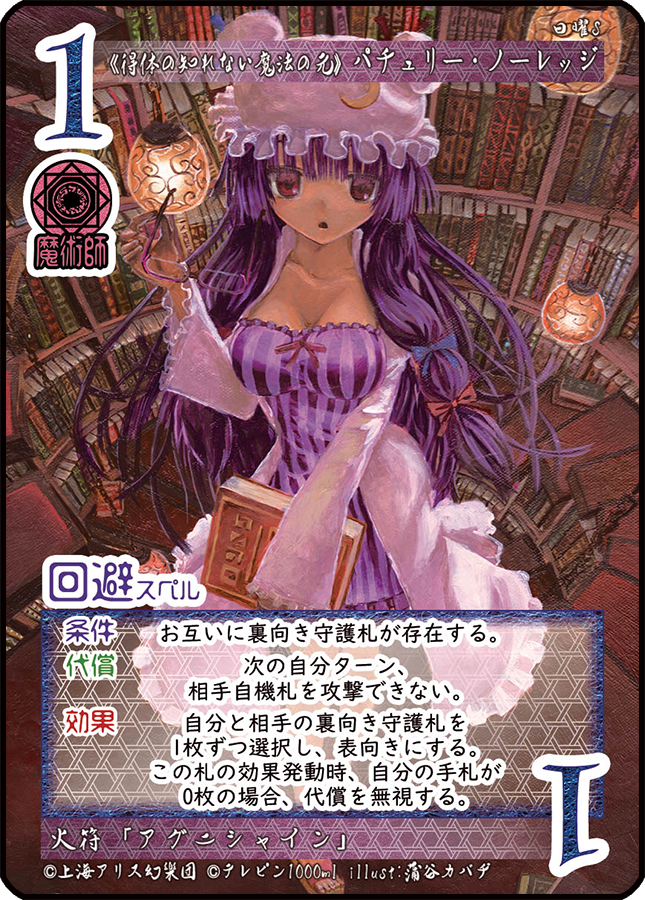 1
日曜S
《得体の知れない魔法の元》 パチュリー・ノーレッジ
魔術師
回避スペル
条件 お互いに裏向き守護札が存在する。
代償 次の自分ターン、
相手自機札を攻撃できない。
効果 自分と相手の裏向き守護札を
1枚ずつ選択し、表向きにする。
この札の効果発動時、自分の手札が
0枚の場合、代償を無視する。
1
火符 「アグニシャイン」
©上海アリス幻樂団 ©テレピン1000ml illust:蒲谷カバヂ